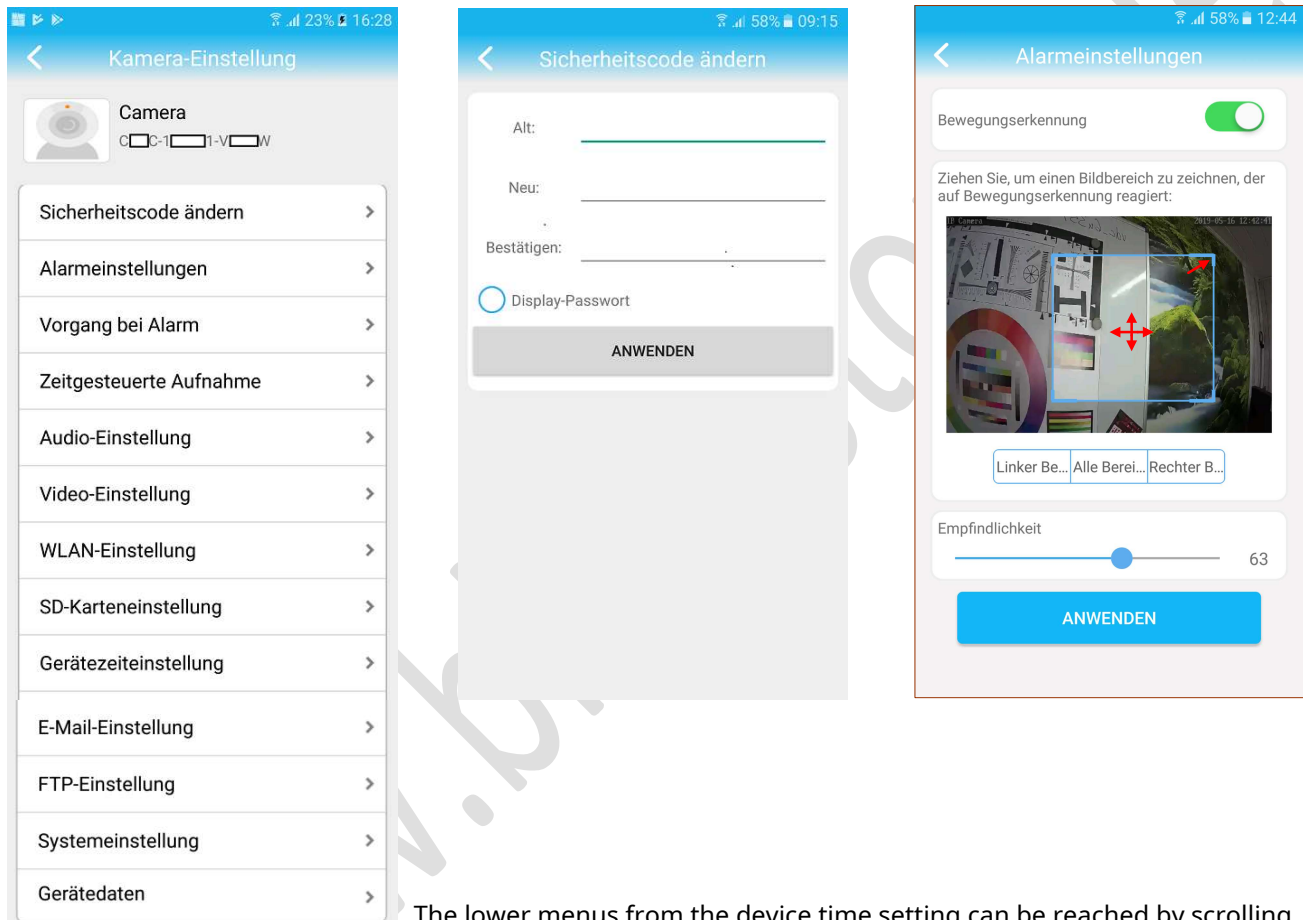 23% 16:28
Kamera-Einstellung
Camera
C C-1 1-V W
Sicherheitscode ändern
Alarmeinstellungen
Vorgang bei Alarm
Zeitgesteuerte Aufnahme
Audio-Einstellung
Video-Einstellung
WLAN-Einstellung
SD-Karteneinstellung
Gerätezeiteinstellung
E-Mail-Einstellung
FTP-Einstellung
Systemeinstellung
Gerätedaten
58% 09:15
Sicherheitscode ändern
Alt:
Neu:
Bestätigen:
Display-Passwort
ANWENDEN
58% 12:44
Alarmeinstellungen
Bewegungserkennung
Ziehen Sie, um einen Bildbereich zu zeichnen, der
auf Bewegungserkennung reagiert:
IP Camera 2019-05-16 12:42:41
Linker Be... Alle Berei... Rechter B...
Empfindlichkeit
63
ANWENDEN
The lower menus from the device time setting can be reached by scrolling